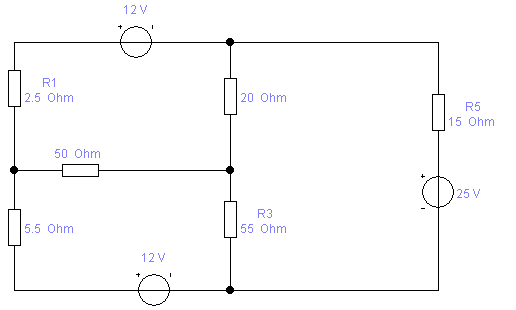 12 V
+ -
R1
2.5 Ohm
20 Ohm
R5
15 Ohm
50 Ohm
+
25 V
-
5.5 Ohm
R3
55 Ohm
12 V
+ -